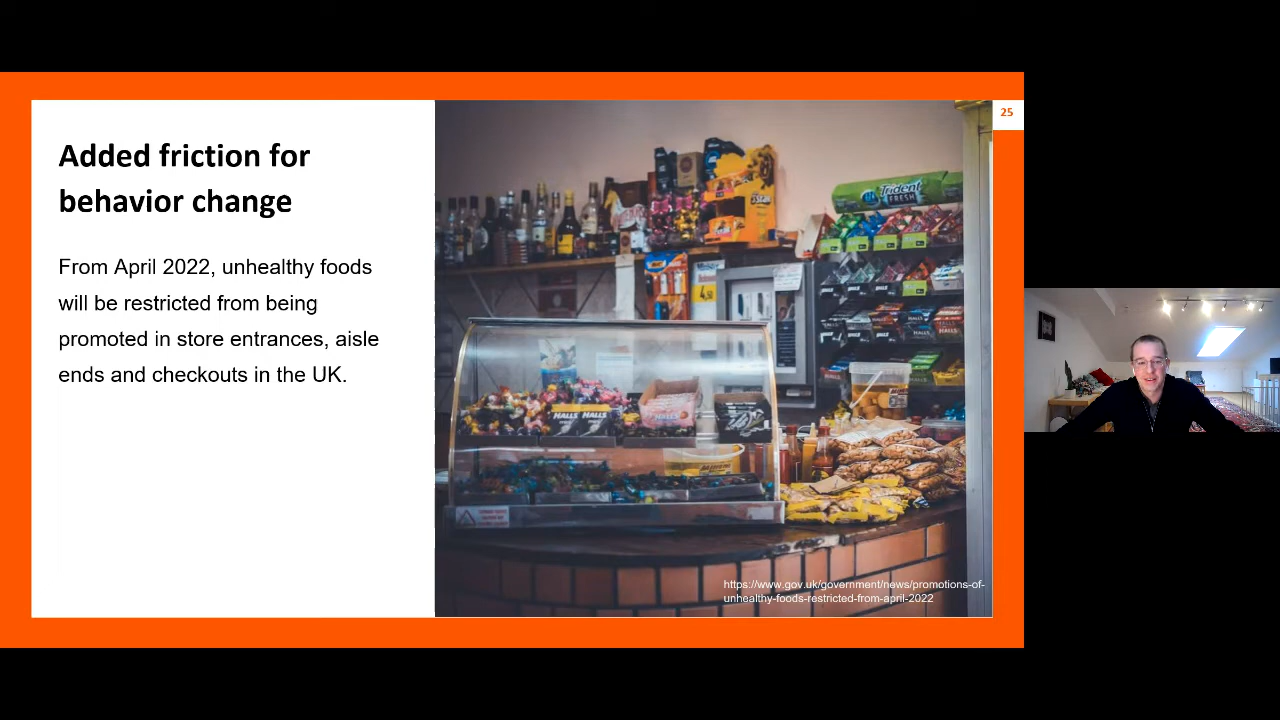 25
Added friction for
behavior change
From April 2022, unhealthy foods
will be restricted from being
promoted in store entrances, aisle
ends and checkouts in the UK.
Trident
FRESH
4,50
HALLS HALLS
https://www.gov.uk/government/news/promotions-of-
unhealthy-foods-restricted-from-april-2022